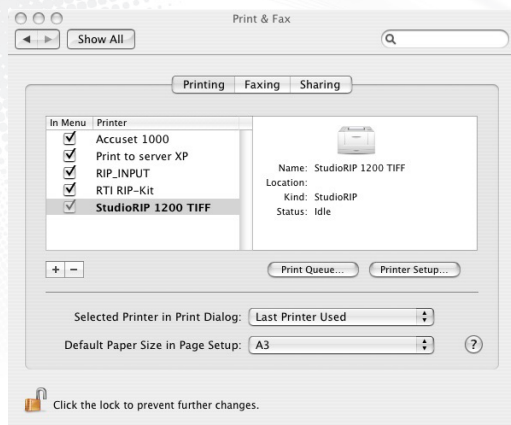 Print & Fax
Show All
Printing Faxing Sharing
In Menu Printer
Accuset 1000
Print to server XP
RIP_INPUT
RTI RIP-Kit
StudioRIP 1200 TIFF
Name: StudioRIP 1200 TIFF
Location:
Kind: StudioRIP
Status: Idle
+ −
Print Queue... Printer Setup...
Selected Printer in Print Dialog: Last Printer Used
Default Paper Size in Page Setup: A3
?
Click the lock to prevent further changes.